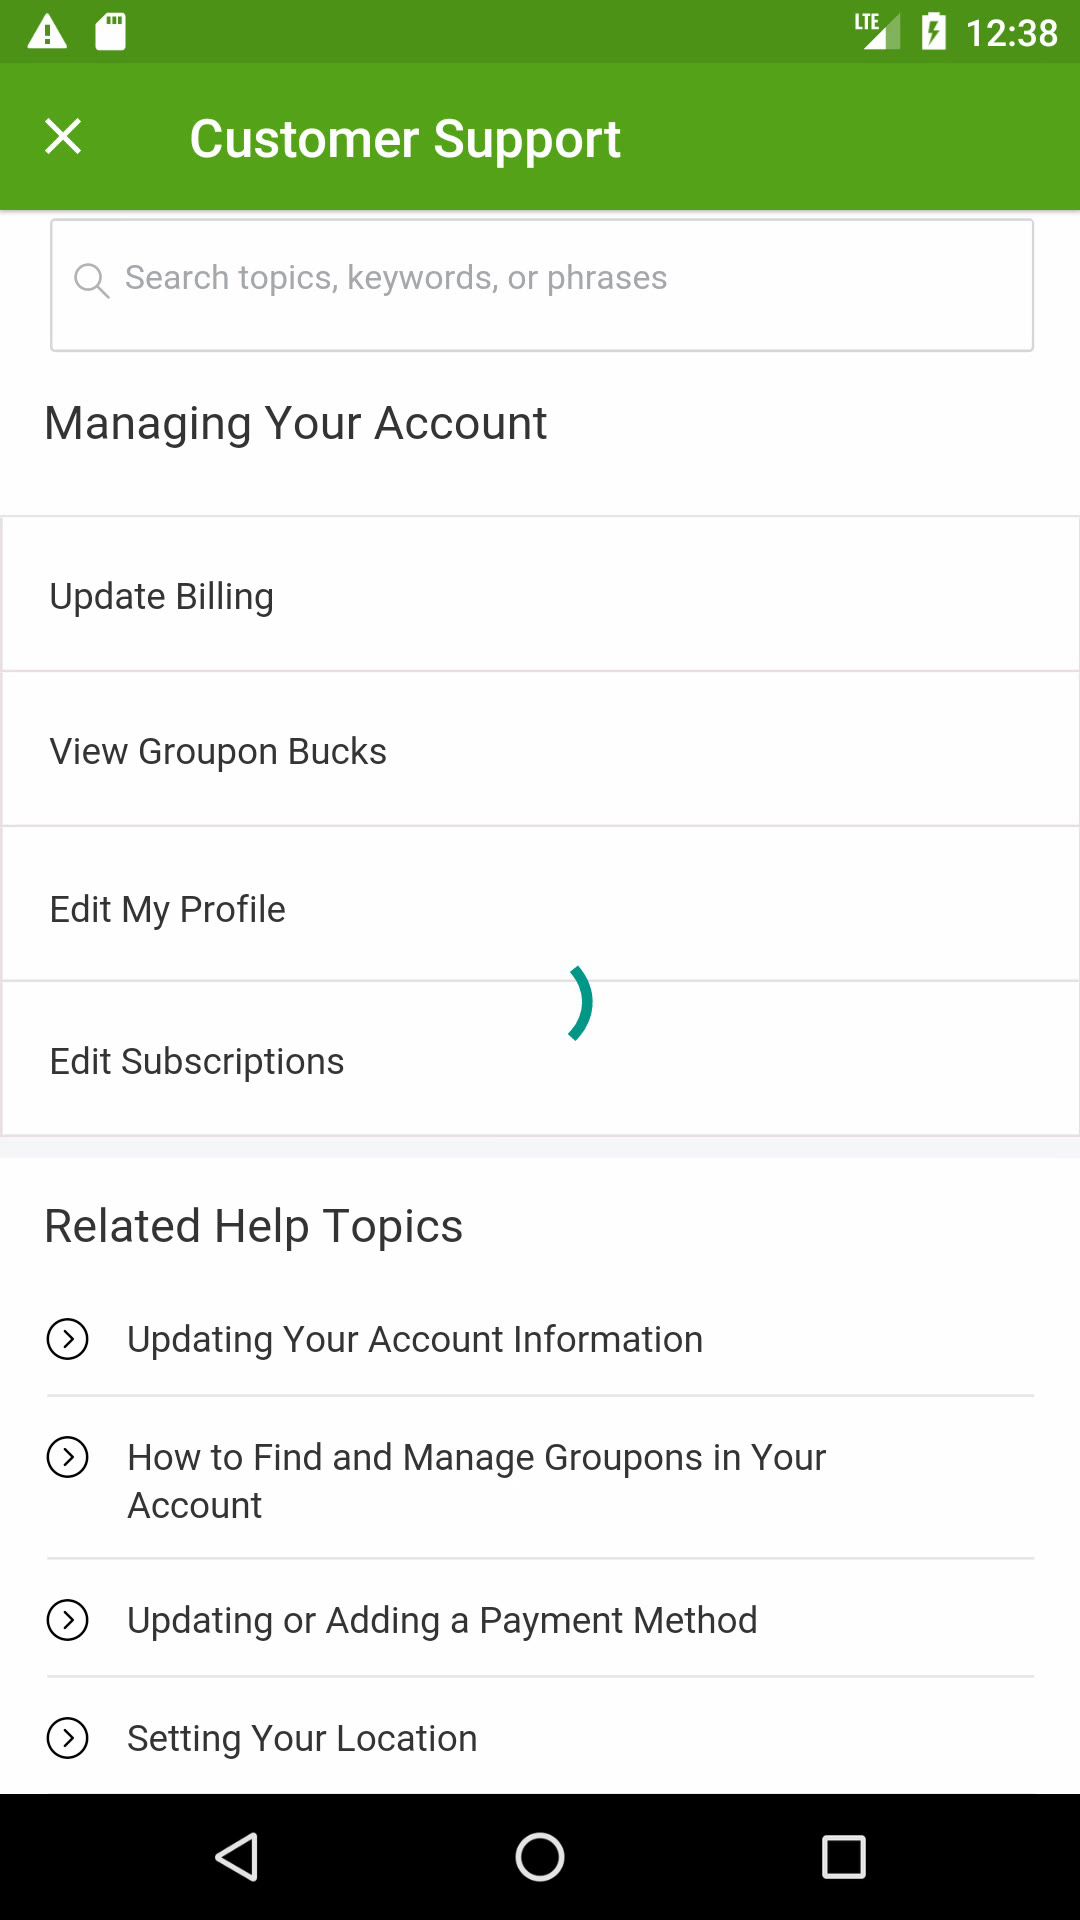 LTE 12:38
Customer Support
Search topics, keywords, or phrases
Managing Your Account
Update Billing
View Groupon Bucks
Edit My Profile
Edit Subscriptions
Related Help Topics
Updating Your Account Information
How to Find and Manage Groupons in Your
Account
Updating or Adding a Payment Method
Setting Your Location